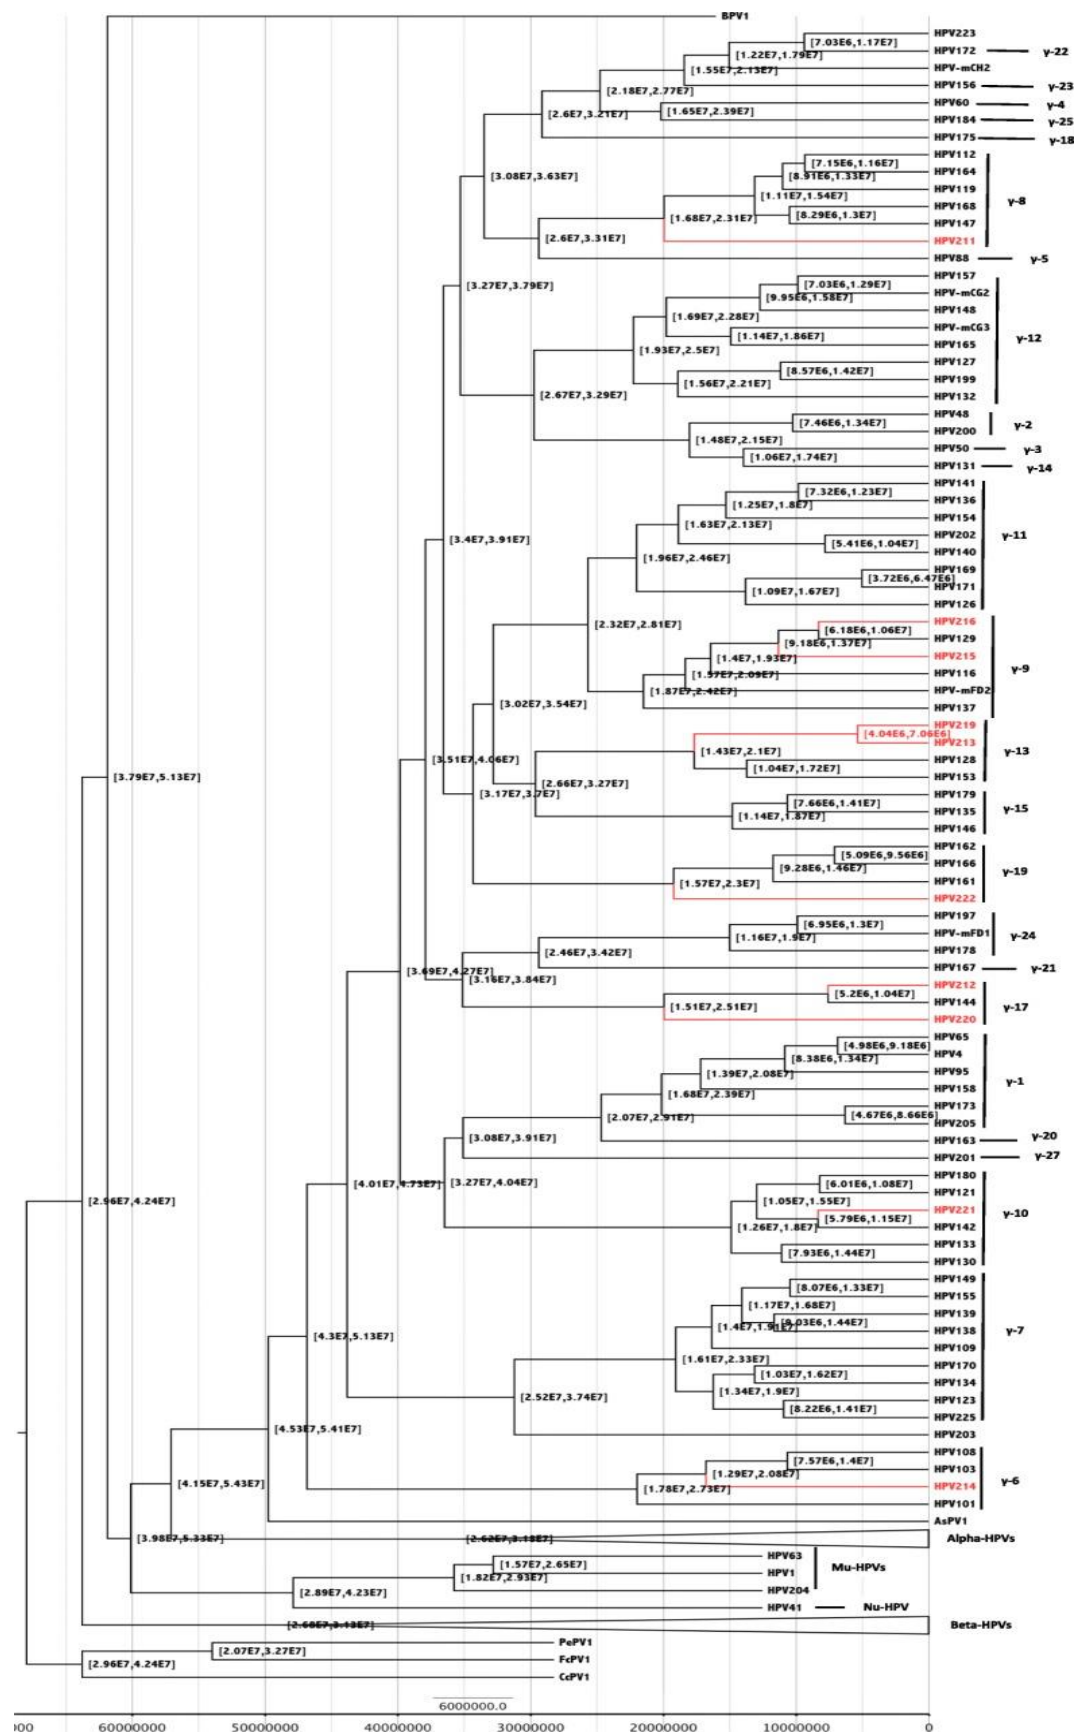 BPV1
HPV223
[7.03E6,1.17E7]
HPV172 γ-22
[1.22E7,1.79E7]
HPV-mCH2
[1.55E7,2.13E7]
HPV156 γ-23
[2.18E7,2.77E7]
HPV60 γ-4
[1.65E7,2.39E7]
[2.6E7,3.21E7]
HPV184 γ-25
HPV175 γ-18
HPV112
[7.15E6,1.16E7]
HPV164
[3.08E7,3.63E7]
[8.91E6,1.33E7]
HPV119
[1.11E7,1.54E7]
γ-8
HPV168
[8.29E6,1.3E7]
[1.68E7,2.31E7]
HPV147
[2.6E7,3.31E7]
HPV211
HPV88 γ-5
HPV157
[7.03E6,1.29E7]
[3.27E7,3.79E7]
HPV-mCG2
[9.95E6,1.58E7]
HPV148
[1.69E7,2.28E7]
HPV-mCG3
[1.14E7,1.86E7]
γ-12
HPV165
[1.93E7,2.5E7]
HPV127
[8.57E6,1.42E7]
HPV199
[1.56E7,2.21E7]
[2.67E7,3.29E7]
HPV132
HPV48
[7.46E6,1.34E7]
γ-2
HPV200
[1.48E7,2.15E7]
HPV50 γ-3
[1.06E7,1.74E7]
HPV131 γ-14
HPV141
[7.32E6,1.23E7]
HPV136
[1.25E7,1.8E7]
HPV154
[1.63E7,2.13E7]
HPV202
γ-11
[3.4E7,3.91E7]
[5.41E6,1.04E7]
HPV140
[1.96E7,2.46E7]
HPV169
[3.72E6,6.47E6]
HPV171
[1.09E7,1.67E7]
HPV126
HPV216
[2.32E7,2.81E7]
[6.18E6,1.06E7]
HPV129
[9.18E6,1.37E7]
HPV215
[1.4E7,1.93E7]
γ-9
HPV116
[1.57E7,2.09E7]
HPV-mFD2
[1.87E7,2.42E7]
[3.02E7,3.54E7]
HPV137
HPV219
[4.04E6,7.06E6]
HPV213
[1.43E7,2.1E7]
γ-13
[3.51E7,4.06E7]
HPV128
[1.04E7,1.72E7]
[3.79E7,5.13E7]
HPV153
[2.66E7,3.27E7]
[3.17E7,3.7E7]
HPV179
[7.66E6,1.41E7]
HPV135 γ-15
[1.14E7,1.87E7]
HPV146
HPV162
[5.09E6,9.56E6]
HPV166
[9.28E6,1.46E7]
γ-19
HPV161
[1.57E7,2.3E7]
HPV222
HPV197
[6.95E6,1.3E7]
HPV-mFD1 γ-24
[1.16E7,1.9E7]
HPV178
[2.46E7,3.42E7]
HPV167 γ-21
[3.69E7,4.27E7]
[3.16E7,3.84E7]
HPV212
[5.2E6,1.04E7]
HPV144
γ-17
[1.51E7,2.51E7]
HPV220
HPV65
[4.98E6,9.18E6]
HPV4
[8.38E6,1.34E7]
HPV95
[1.39E7,2.08E7]
γ-1
HPV158
[1.68E7,2.39E7]
HPV173
[4.67E6,8.66E6]
[2.07E7,2.91E7]
HPV205
[3.08E7,3.91E7]
HPV163 γ-20
HPV201 γ-27
HPV180
[4.01E7,4.73E7]
[3.27E7,4.04E7]
[6.01E6,1.08E7]
HPV121
[2.96E7,4.24E7]
[1.05E7,1.55E7]
HPV221
γ-10
[5.79E6,1.15E7]
[1.26E7,1.8E7]
HPV142
HPV133
[7.93E6,1.44E7]
HPV130
HPV149
[8.07E6,1.33E7]
HPV155
[1.17E7,1.68E7]
HPV139
[9.03E6,1.44E7]
[1.4E7,1.91E7]
HPV138 γ-7
[4.3E7,5.13E7]
HPV109
[1.61E7,2.33E7]
HPV170
[1.03E7,1.62E7]
HPV134
[1.34E7,1.9E7]
[2.52E7,3.74E7]
HPV123
[8.22E6,1.41E7]
HPV225
[4.53E7,5.41E7]
HPV203
HPV108
[7.57E6,1.4E7]
HPV103
[1.29E7,2.08E7]
γ-6
[4.15E7,5.43E7]
HPV214
[1.78E7,2.73E7]
HPV101
AsPV1
[3.98E7,5.33E7]
[2.62E7,3.18E7]
Alpha-HPVs
HPV63
[1.57E7,2.65E7]
Mu-HPVs
HPV1
[1.82E7,2.93E7]
[2.89E7,4.23E7]
HPV204
HPV41 Nu-HPV
[2.68E7,3.13E7]
Beta-HPVs
PePV1
[2.07E7,3.27E7]
FcPV1
[2.96E7,4.24E7]
CcPV1
6000000.0
60000000 50000000 40000000 30000000 20000000 10000000 0